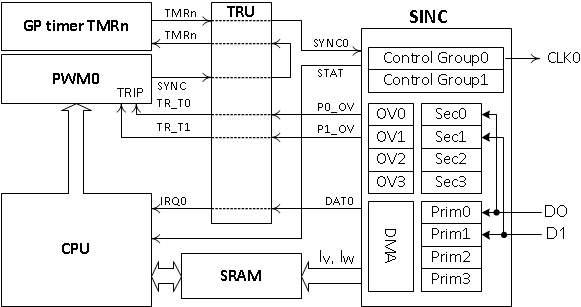 GP timer TMRn
TMRn
TMRn
TRU
SINC
SYNC0
Control Group0
Control Group1
CLK0
PWM0
TRIP
SYNC
STAT
TR_T0
TR_T1
P0_OV
P1_OV
OV0
OV1
OV2
OV3
Sec0
Sec1
Sec2
Sec3
IRQ0
DAT0
CPU
SRAM
IV, IW
DMA
Prim0
Prim1
Prim2
Prim3
D0
D1